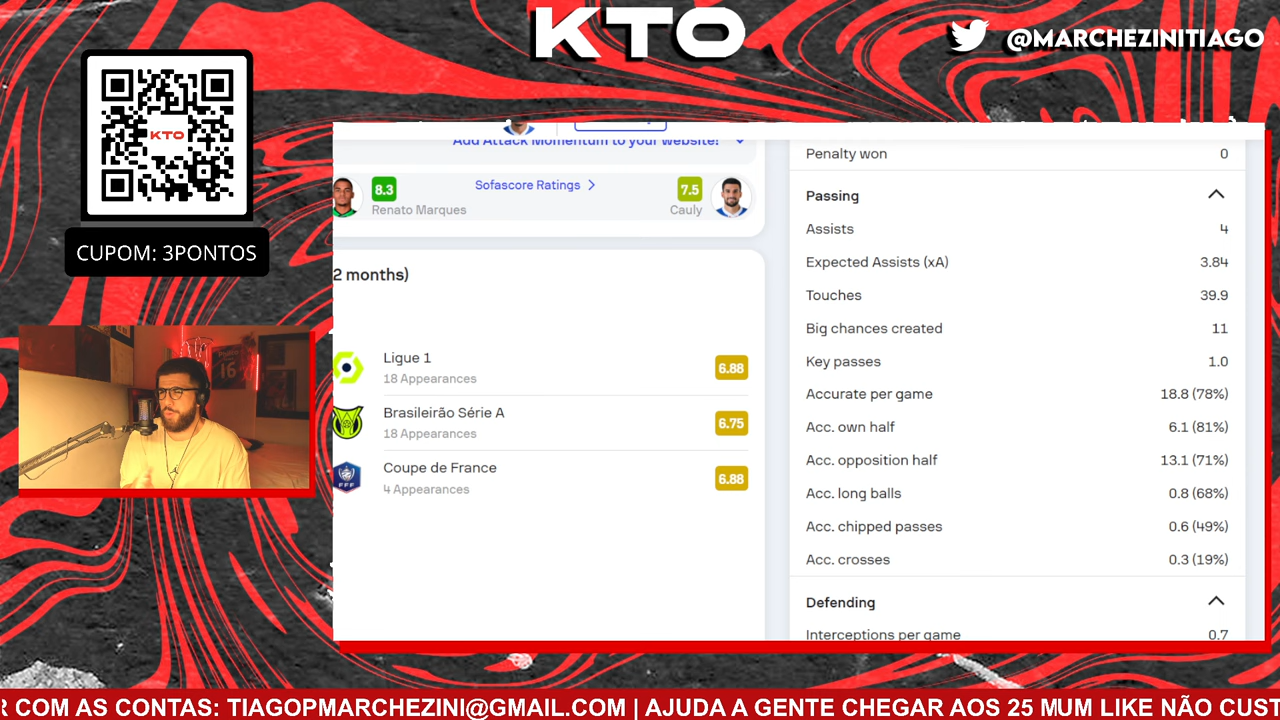 KTO
@MARCHEZINITIAGO
KTO
CUPOM: 3PONTOS
Add Attack Momentum to your website!
8.3
Renato Marques
Sofascore Ratings
7.5
Cauly
2 months)
Ligue 1
18 Appearances
6.88
Brasileirão Série A
18 Appearances
6.75
Coupe de France
4 Appearances
6.88
Penalty won 0
Passing
Assists 4
Expected Assists (xA) 3.84
Touches 39.9
Big chances created 11
Key passes 1.0
Accurate per game 18.8 (78%)
Acc. own half 6.1 (81%)
Acc. opposition half 13.1 (71%)
Acc. long balls 0.8 (68%)
Acc. chipped passes 0.6 (49%)
Acc. crosses 0.3 (19%)
Defending
Interceptions per game 0.7
R COM AS CONTAS: TIAGOPMARCHEZINI@GMAIL.COM | AJUDA A GENTE CHEGAR AOS 25 MUM LIKE NÃO CUST